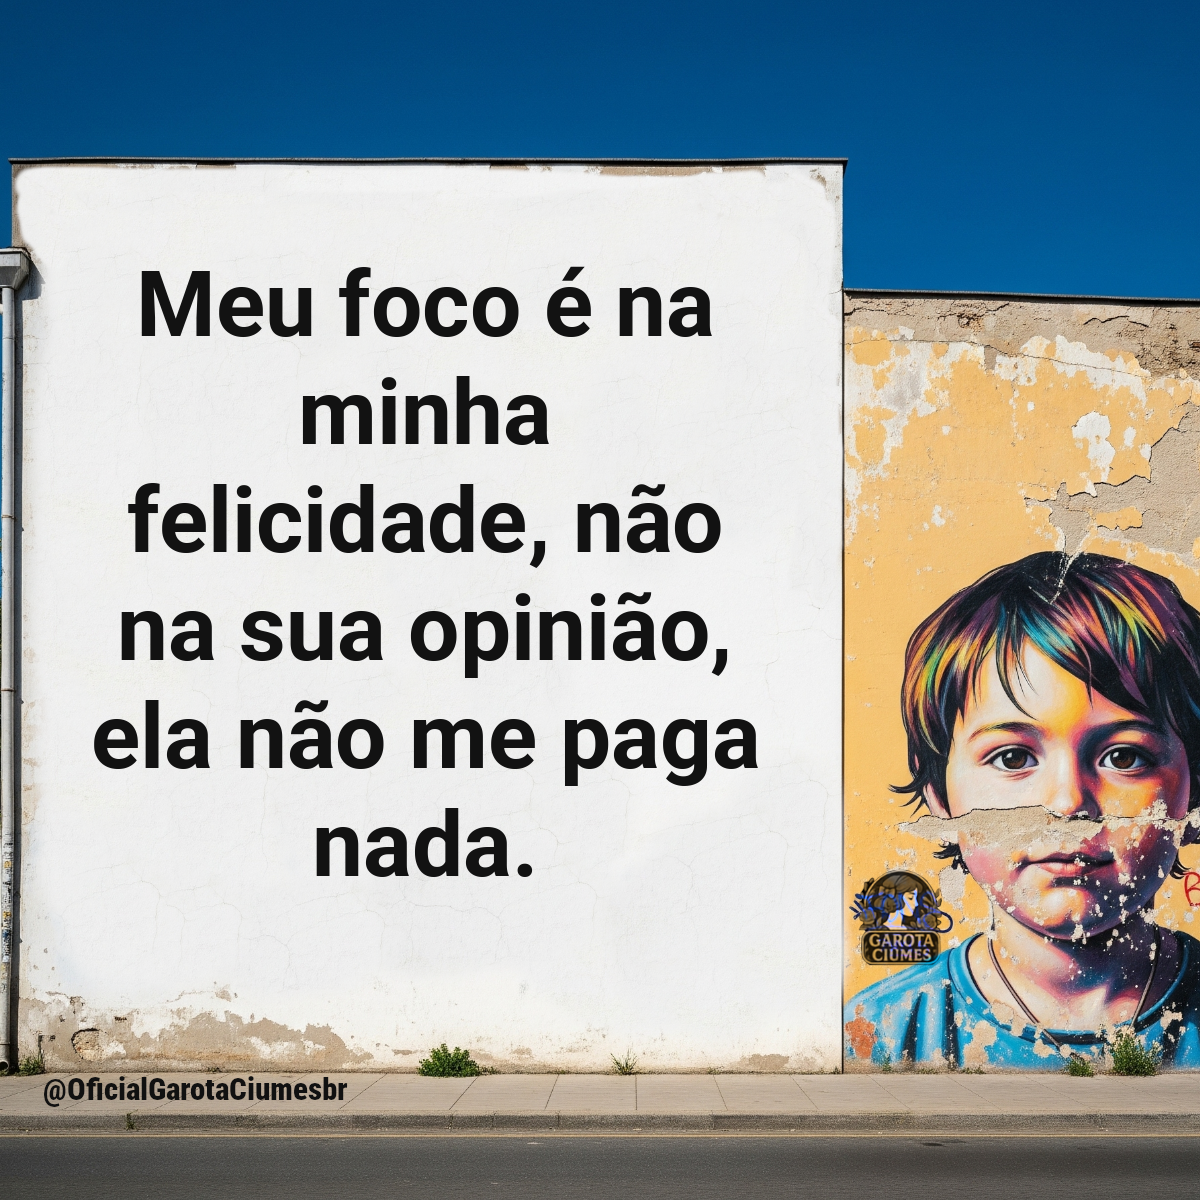 Meu foco é na
minha
felicidade, não
na sua opinião,
ela não me paga
nada.
GAROTA
CIÚMES
@OficialGarotaCiumesbr